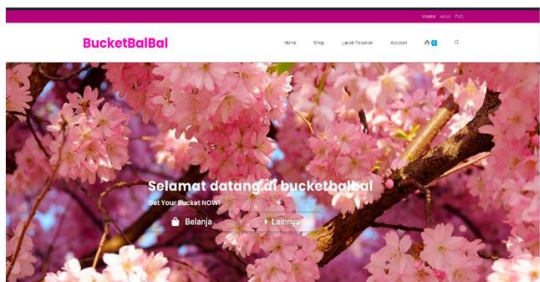 Home About FAQ
BucketBalBal
Home Shop Lacak Pesanan Account
Selamat datang di bucketbalbal
Get Your Bucket NOW!
Belanja Lainnya